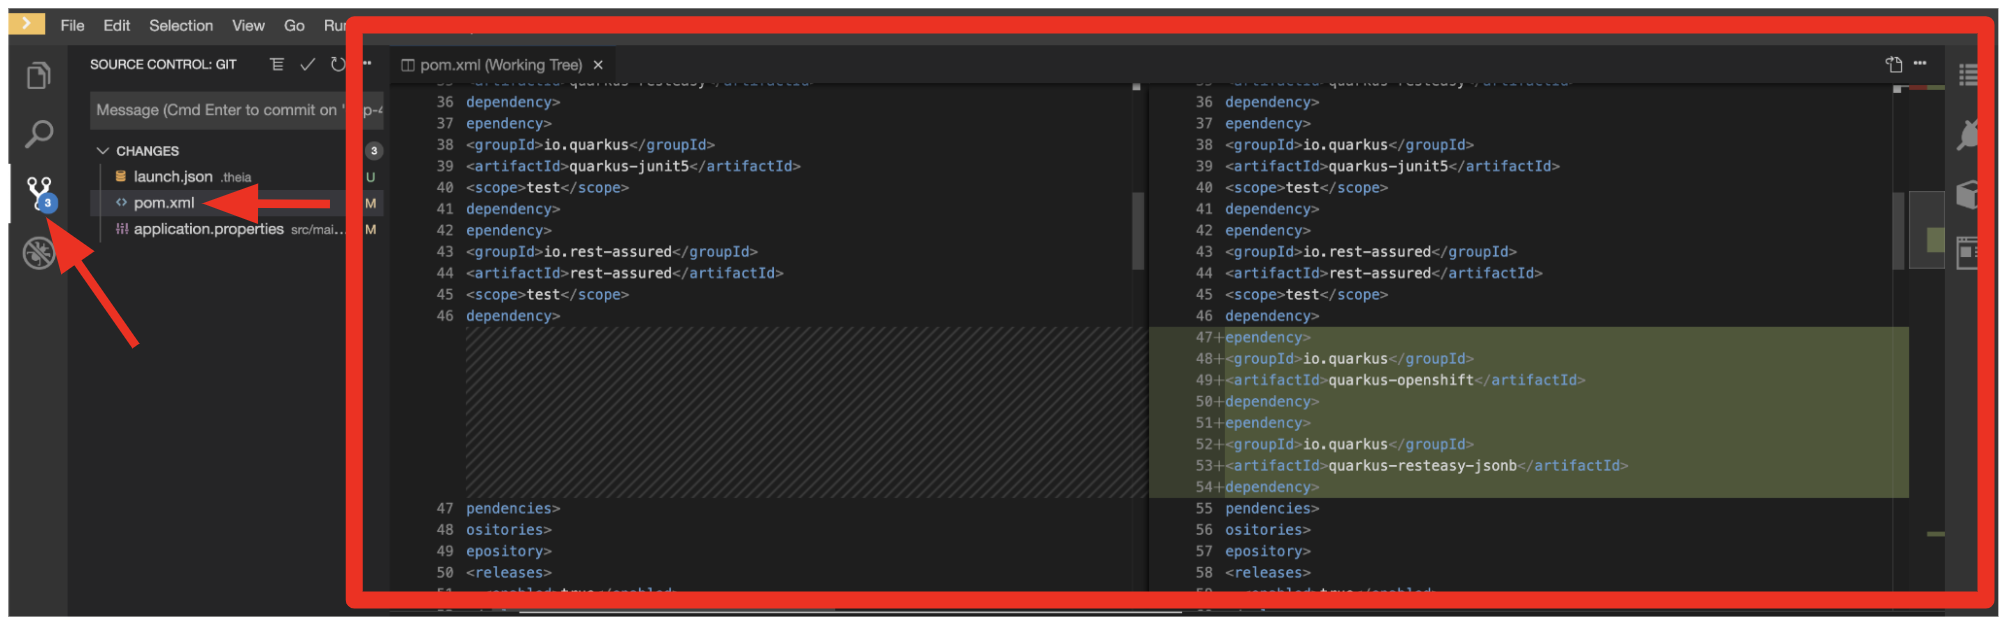 File Edit Selection View Go Run
SOURCE CONTROL: GIT
Message (Cmd Enter to commit on '
CHANGES 3
launch.json .theia U
pom.xml M
application.properties src/mai... M
3
pom.xml (Working Tree)
36 dependency>
37 ependency>
38 <groupId>io.quarkus</groupId>
39 <artifactId>quarkus-junit5</artifactId>
40 <scope>test</scope>
41 dependency>
42 ependency>
43 <groupId>io.rest-assured</groupId>
44 <artifactId>rest-assured</artifactId>
45 <scope>test</scope>
46 dependency>
47 pendencies>
48 ositories>
49 epository>
50 <releases>
36 dependency>
37 ependency>
38 <groupId>io.quarkus</groupId>
39 <artifactId>quarkus-junit5</artifactId>
40 <scope>test</scope>
41 dependency>
42 ependency>
43 <groupId>io.rest-assured</groupId>
44 <artifactId>rest-assured</artifactId>
45 <scope>test</scope>
46 dependency>
47+ependency>
48+<groupId>io.quarkus</groupId>
49+<artifactId>quarkus-openshift</artifactId>
50+dependency>
51+ependency>
52+<groupId>io.quarkus</groupId>
53+<artifactId>quarkus-resteasy-jsonb</artifactId>
54+dependency>
55 pendencies>
56 ositories>
57 epository>
58 <releases>